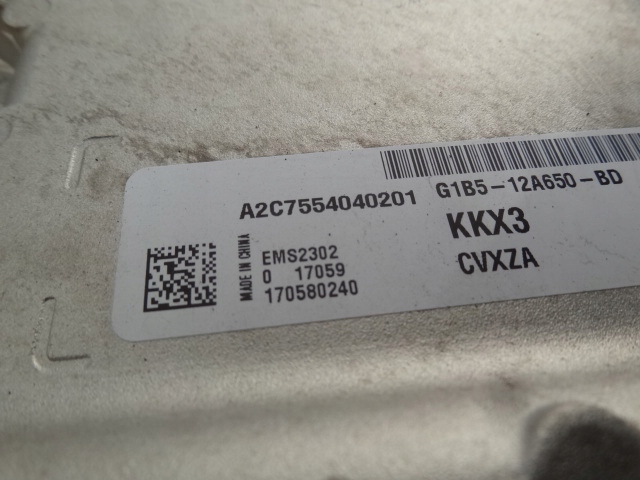 G1B5-12A650-BD
A2C7554040201
KKX3
CVXZA
MADE IN CHINA
EMS2302
0 17059
170580240